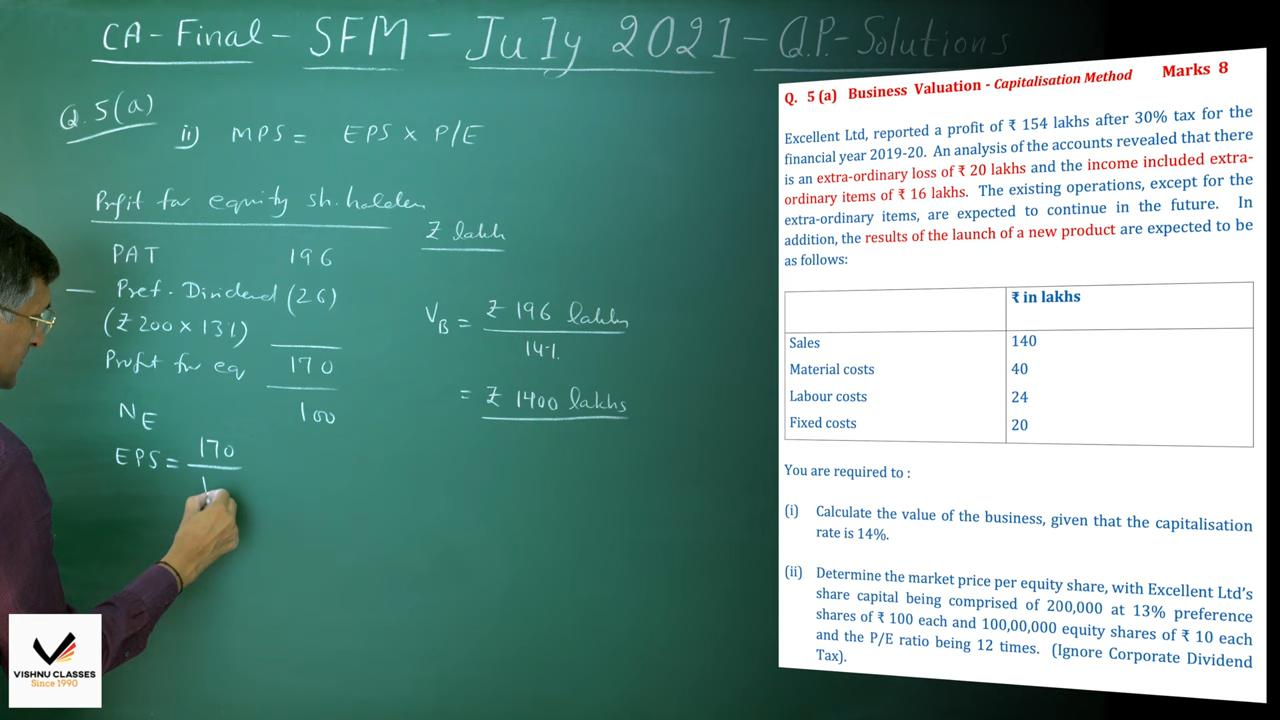 CA - Final - SFM - July 2021 - Q.P. - Solutions
Q. 5(a)
ii) MPS = EPS × P/E
Profit for equity sh. holders
₹ lakh
PAT 196
— Pref. Dividend (26)
(₹ 200 × 13%)
Profit for eq 170
NE 100
EPS = 170
VB = ₹ 196 lakhs
14%
= ₹ 1400 lakhs
Q. 5 (a) Business Valuation - Capitalisation Method Marks 8
Excellent Ltd, reported a profit of ₹ 154 lakhs after 30% tax for the
financial year 2019-20. An analysis of the accounts revealed that there
is an extra-ordinary loss of ₹ 20 lakhs and the income included extra-
ordinary items of ₹ 16 lakhs. The existing operations, except for the
extra-ordinary items, are expected to continue in the future. In
addition, the results of the launch of a new product are expected to be
as follows:
₹ in lakhs
Sales 140
Material costs 40
Labour costs 24
Fixed costs 20
You are required to :
(i) Calculate the value of the business, given that the capitalisation
rate is 14%.
(ii) Determine the market price per equity share, with Excellent Ltd's
share capital being comprised of 200,000 at 13% preference
shares of ₹ 100 each and 100,00,000 equity shares of ₹ 10 each
and the P/E ratio being 12 times. (Ignore Corporate Dividend
Tax).
VISHNU CLASSES
Since 1990